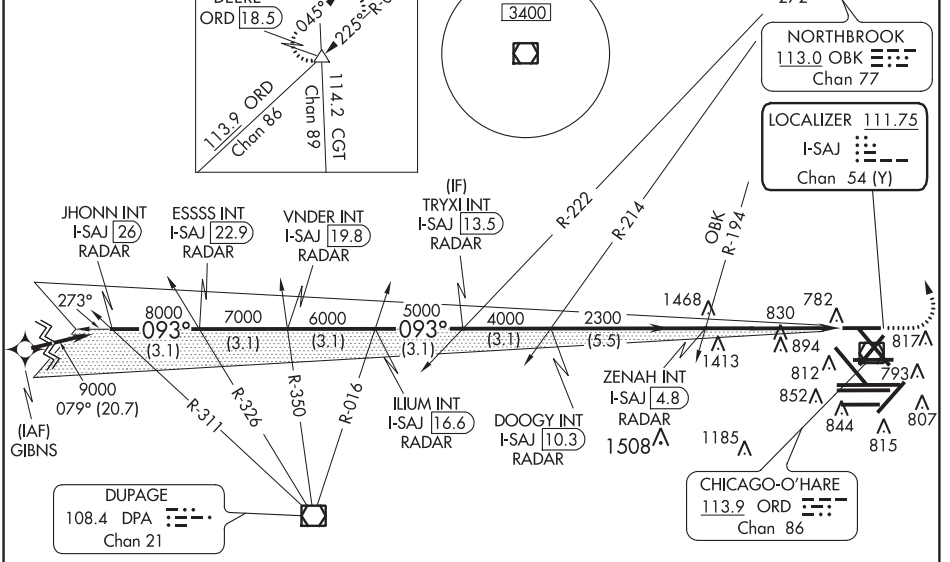 ORD 18.5
045°
225°
113.9 ORD
Chan 86
114.2 CGT
Chan 89
3400
NORTHBROOK
113.0 OBK
Chan 77
LOCALIZER 111.75
I-SAJ
Chan 54 (Y)
R-222
R-214
OBK
R-194
JHONN INT
I-SAJ 26
RADAR
ESSSS INT
I-SAJ 22.9
RADAR
VNDER INT
I-SAJ 19.8
RADAR
(IF)
TRYXI INT
I-SAJ 13.5
RADAR
273°
8000
093°
(3.1)
7000
(3.1)
6000
(3.1)
5000
093°
(3.1)
4000
(3.1)
2300
(5.5)
1468
1413
830
894
782
817
812
793
852
844
815
807
9000
079° (20.7)
(IAF)
GIBNS
R-311
R-326
R-350
R-016
ILIUM INT
I-SAJ 16.6
RADAR
DOOGY INT
I-SAJ 10.3
RADAR
ZENAH INT
I-SAJ 4.8
RADAR
1508
1185
DUPAGE
108.4 DPA
Chan 21
CHICAGO-O'HARE
113.9 ORD
Chan 86